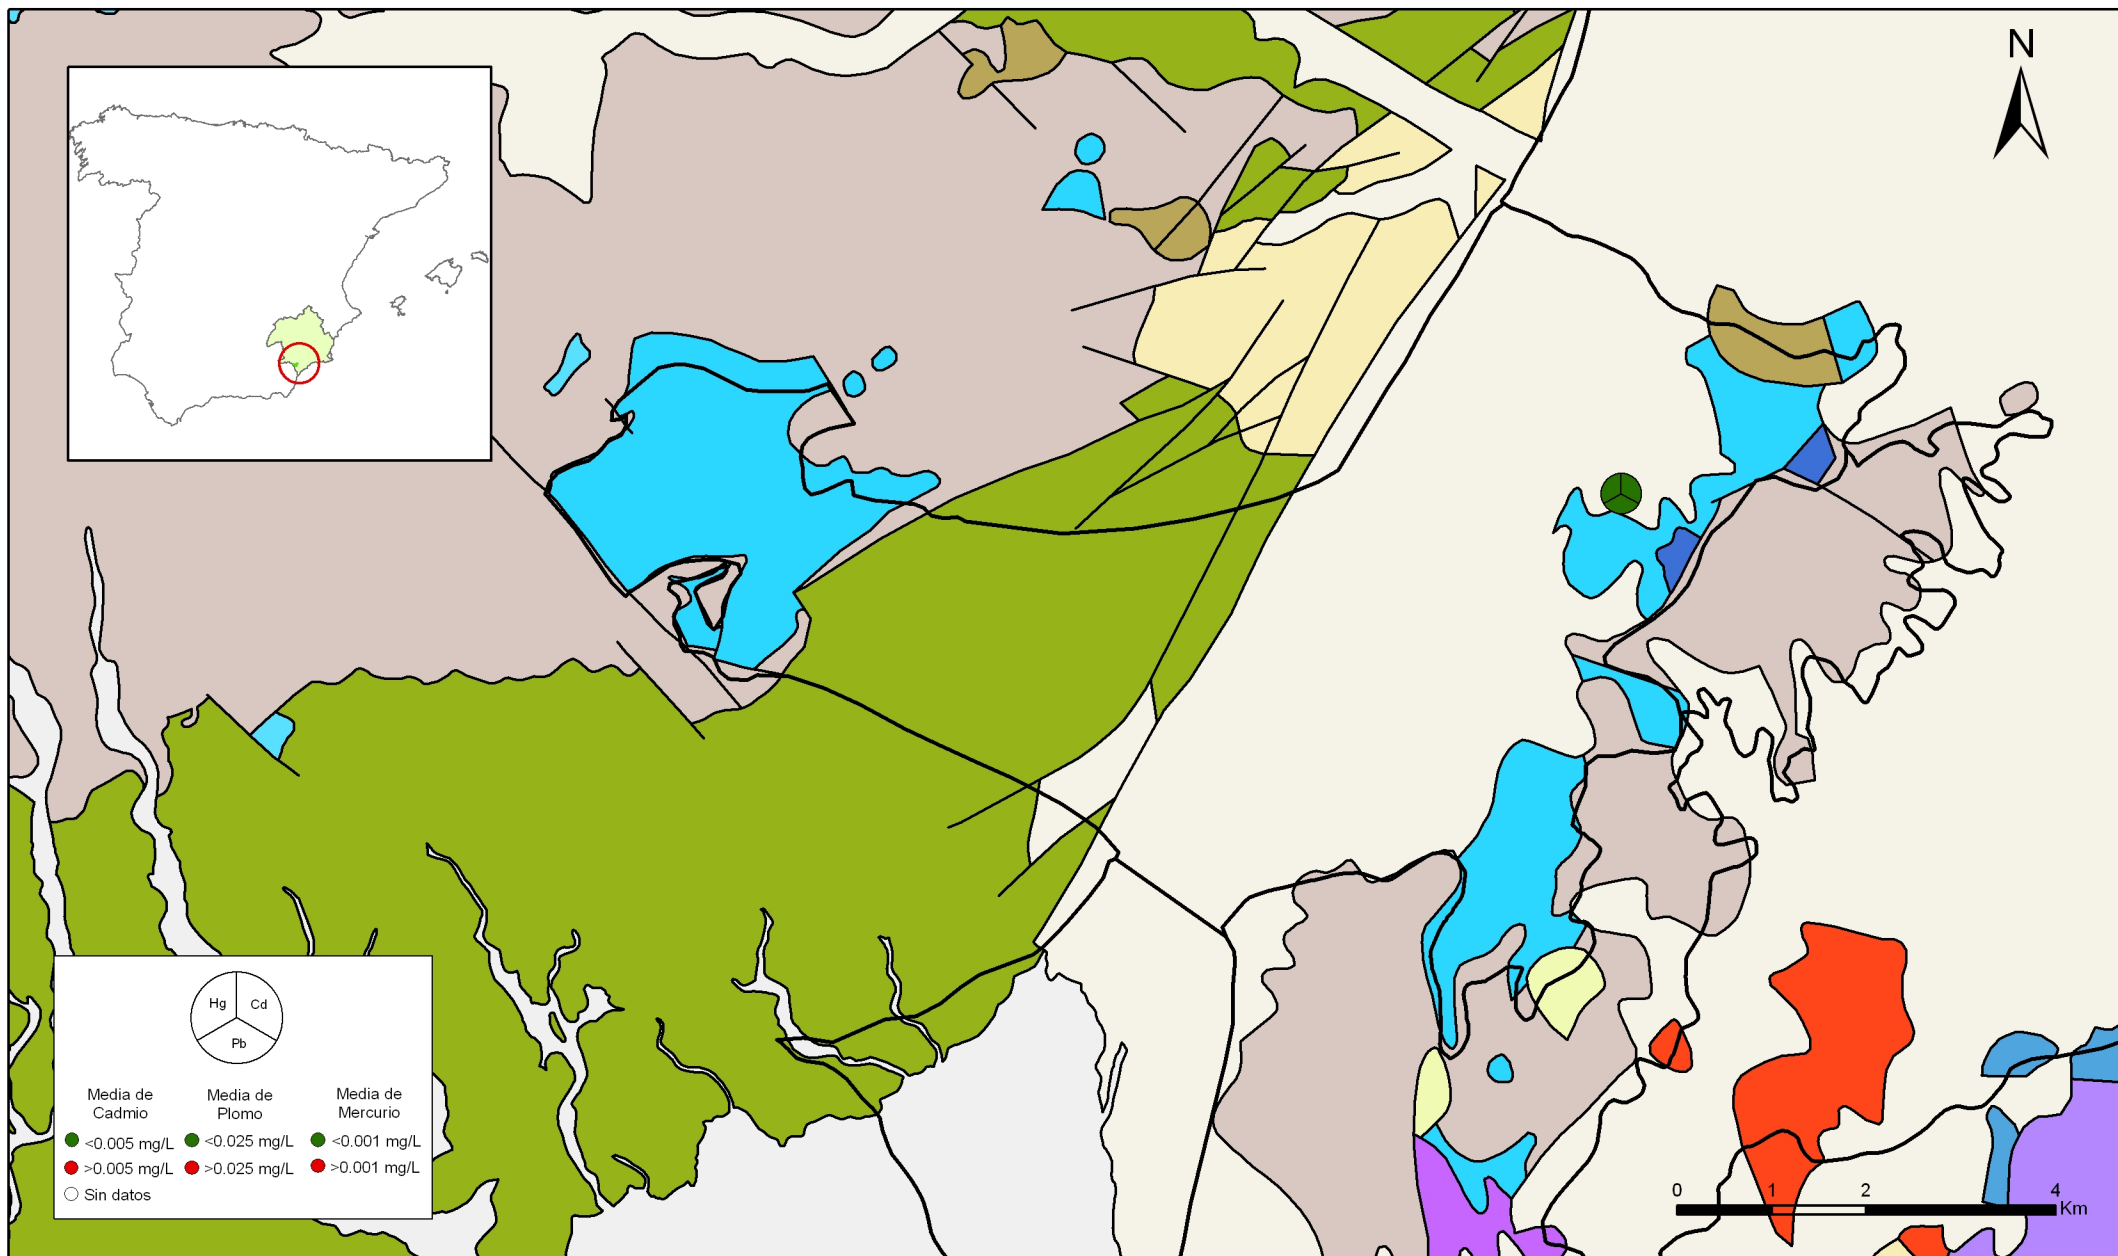 N
Hg Cd
Pb
Media de
Cadmio
Media de
Plomo
Media de
Mercurio
<0.005 mg/L
<0.025 mg/L
<0.001 mg/L
>0.005 mg/L
>0.025 mg/L
>0.001 mg/L
Sin datos
0 1 2 4
Km